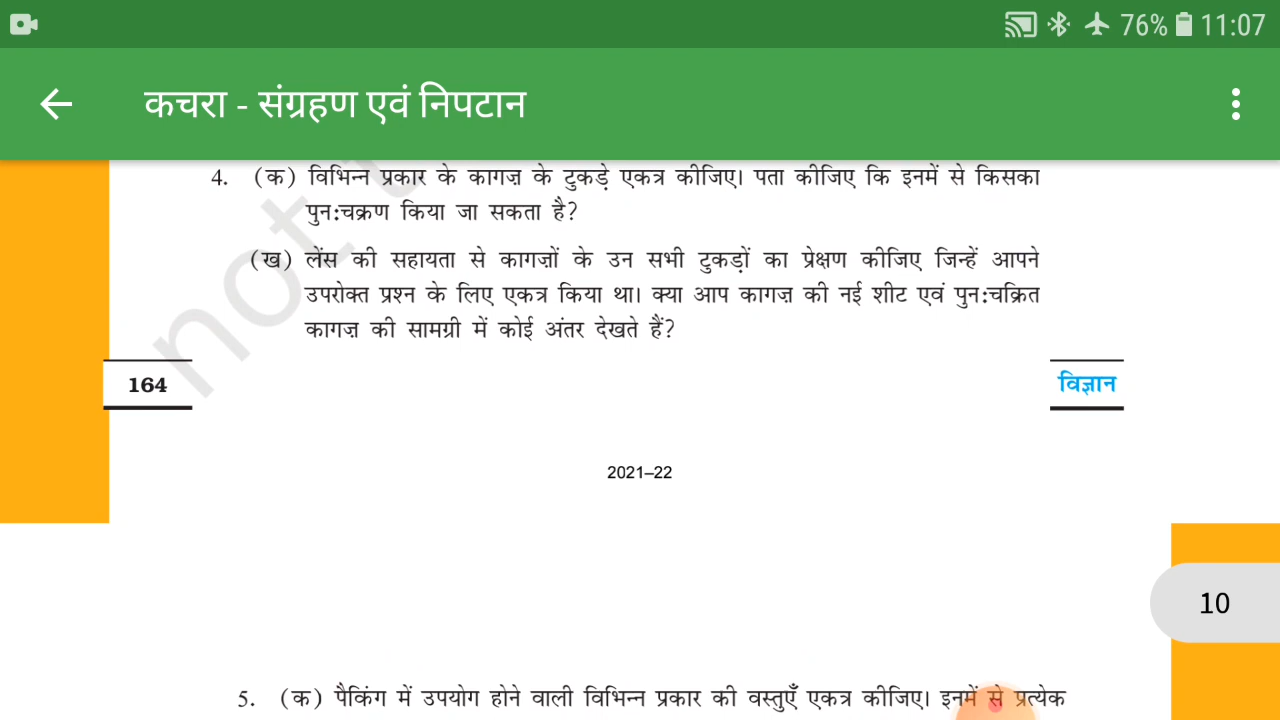 76% 11:07
कचरा - संग्रहण एवं निपटान
4. (क) विभिन्न प्रकार के कागज़ के टुकड़े एकत्र कीजिए। पता कीजिए कि इनमें से किसका
पुन:चक्रण किया जा सकता है?
(ख) लेंस की सहायता से कागज़ों के उन सभी टुकड़ों का प्रेक्षण कीजिए जिन्हें आपने
उपरोक्त प्रश्न के लिए एकत्र किया था। क्या आप कागज़ की नई शीट एवं पुन:चक्रित
कागज़ की सामग्री में कोई अंतर देखते हैं?
not t
164
विज्ञान
2021–22
10
5. (क) पैकिंग में उपयोग होने वाली विभिन्न प्रकार की वस्तुएँ एकत्र कीजिए। इनमें से प्रत्येक